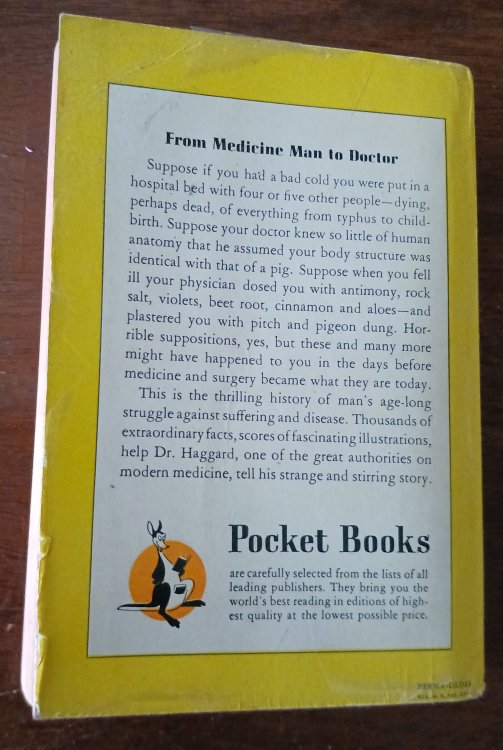 From Medicine Man to Doctor
Suppose if you had a bad cold you were put in a
hospital bed with four or five other people—dying,
perhaps dead, of everything from typhus to child-
birth. Suppose your doctor knew so little of human
anatomy that he assumed your body structure was
identical with that of a pig. Suppose when you fell
ill your physician dosed you with antimony, rock
salt, violets, beet root, cinnamon and aloes—and
plastered you with pitch and pigeon dung. Hor-
rible suppositions, yes, but these and many more
might have happened to you in the days before
medicine and surgery became what they are today.
This is the thrilling history of man's age-long
struggle against suffering and disease. Thousands of
extraordinary facts, scores of fascinating illustrations,
help Dr. Haggard, one of the great authorities on
modern medicine, tell his strange and stirring story.
Pocket Books
are carefully selected from the lists of all
leading publishers. They bring you the
world's best reading in editions of high-
est quality at the lowest possible price.
PERMA-GLOSS